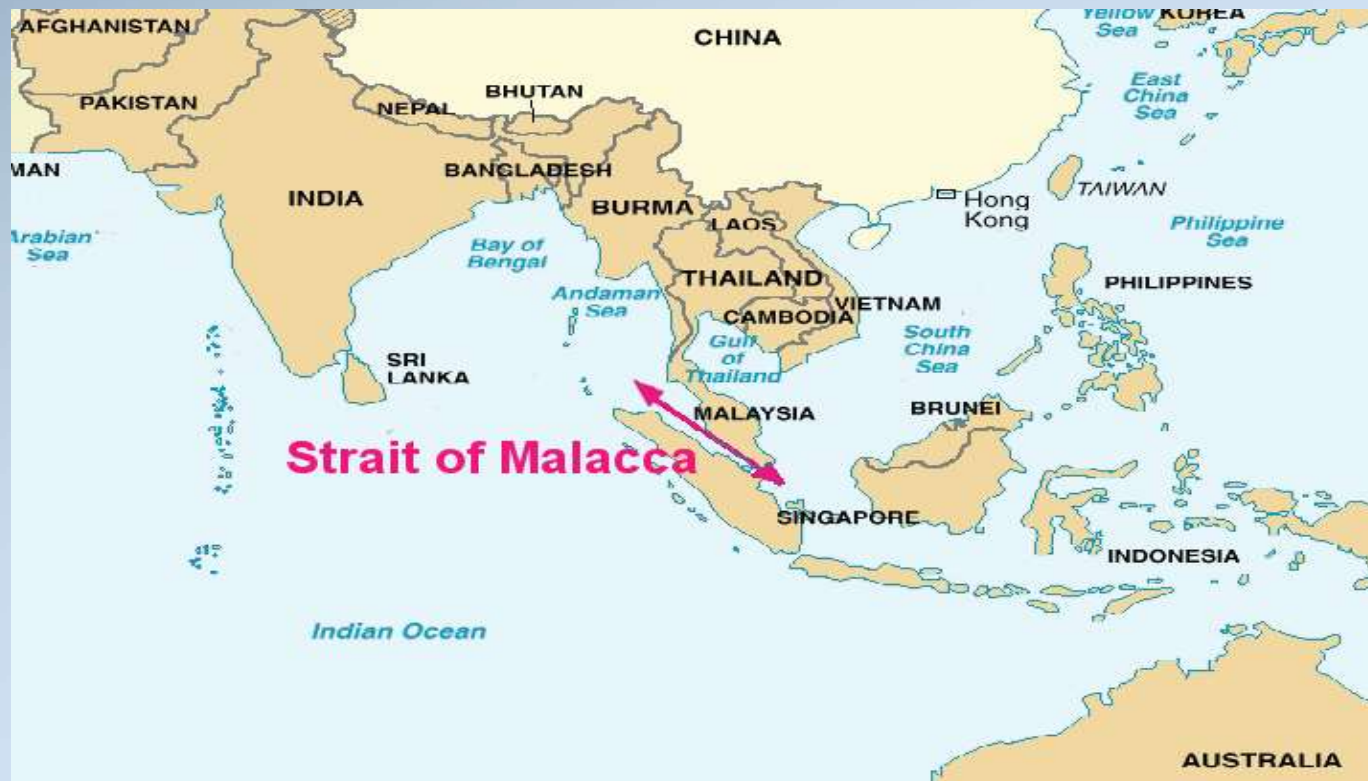 AFGHANISTAN
Yellow
Sea
KOREA
CHINA
East
China
Sea
PAKISTAN
NEPAL
BHUTAN
MAN
BANGLADESH
INDIA
BURMA
LAOS
Hong
Kong
TAIWAN
Arabian
Sea
Bay of
Bengal
Philippine
Sea
THAILAND
PHILIPPINES
Andaman
Sea
VIETNAM
CAMBODIA
South
China
Sea
Gulf
of
Thailand
SRI
LANKA
MALAYSIA
BRUNEI
Strait of Malacca
SINGAPORE
INDONESIA
Indian Ocean
AUSTRALIA